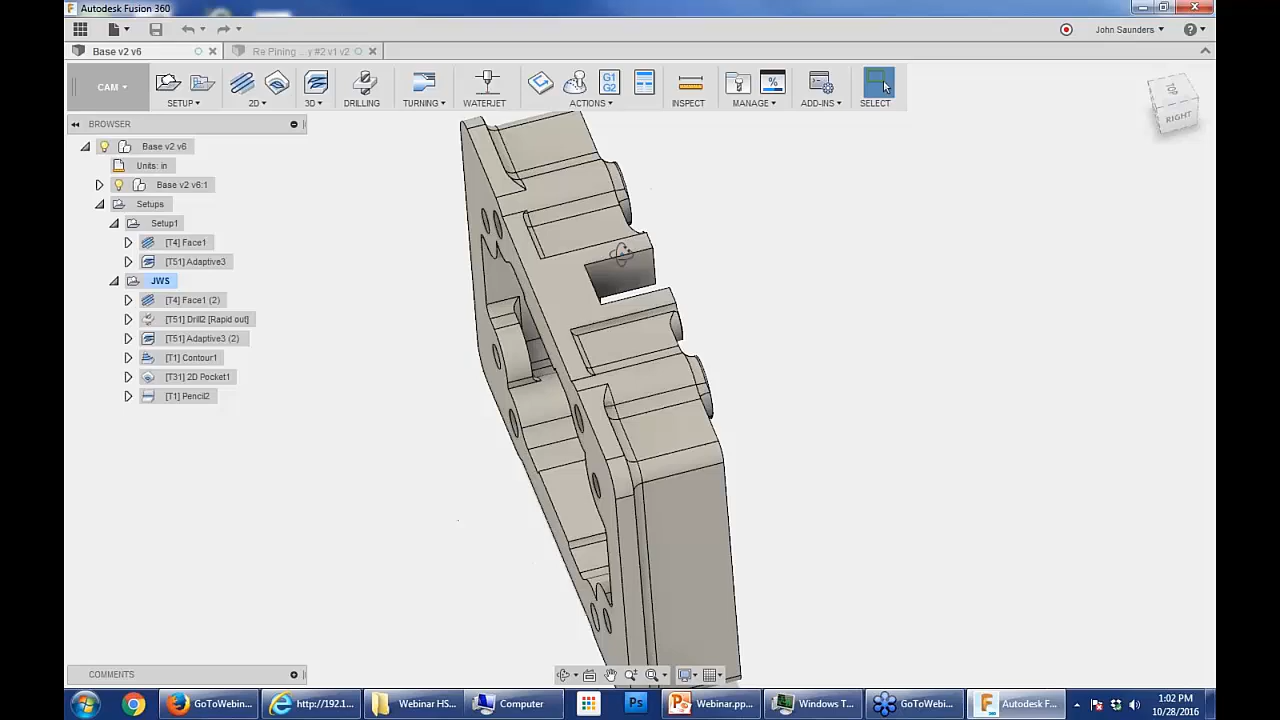 Autodesk Fusion 360
John Saunders
Base v2 v6
Re Pining ... y #2 v1 v2
CAM
SETUP
2D
3D
DRILLING
TURNING
WATERJET
G1
G2
ACTIONS
INSPECT
%
MANAGE
ADD-INS
SELECT
TOP
RIGHT
BROWSER
Base v2 v6
Units: in
Base v2 v6:1
Setups
Setup1
[T4] Face1
[T51] Adaptive3
JWS
[T4] Face1 (2)
[T51] Drill2 [Rapid out]
[T51] Adaptive3 (2)
[T1] Contour1
[T31] 2D Pocket1
[T1] Pencil2
COMMENTS
GoToWebin...
http://192.1...
Webinar HS...
Computer
Ps
Webinar.pp...
Windows T...
GoToWebi...
Autodesk F...
1:02 PM
10/28/2016